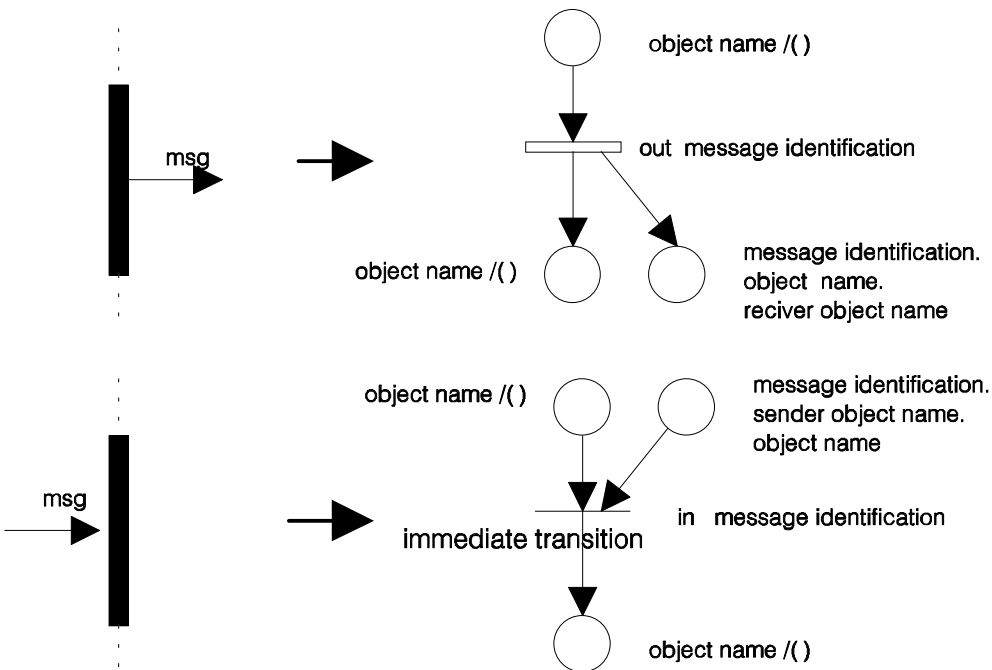 object name /( )
msg
out message identification
object name /( )
message identification.
object name.
reciver object name
object name /( )
message identification.
sender object name.
object name
msg
in message identification
immediate transition
object name /( )